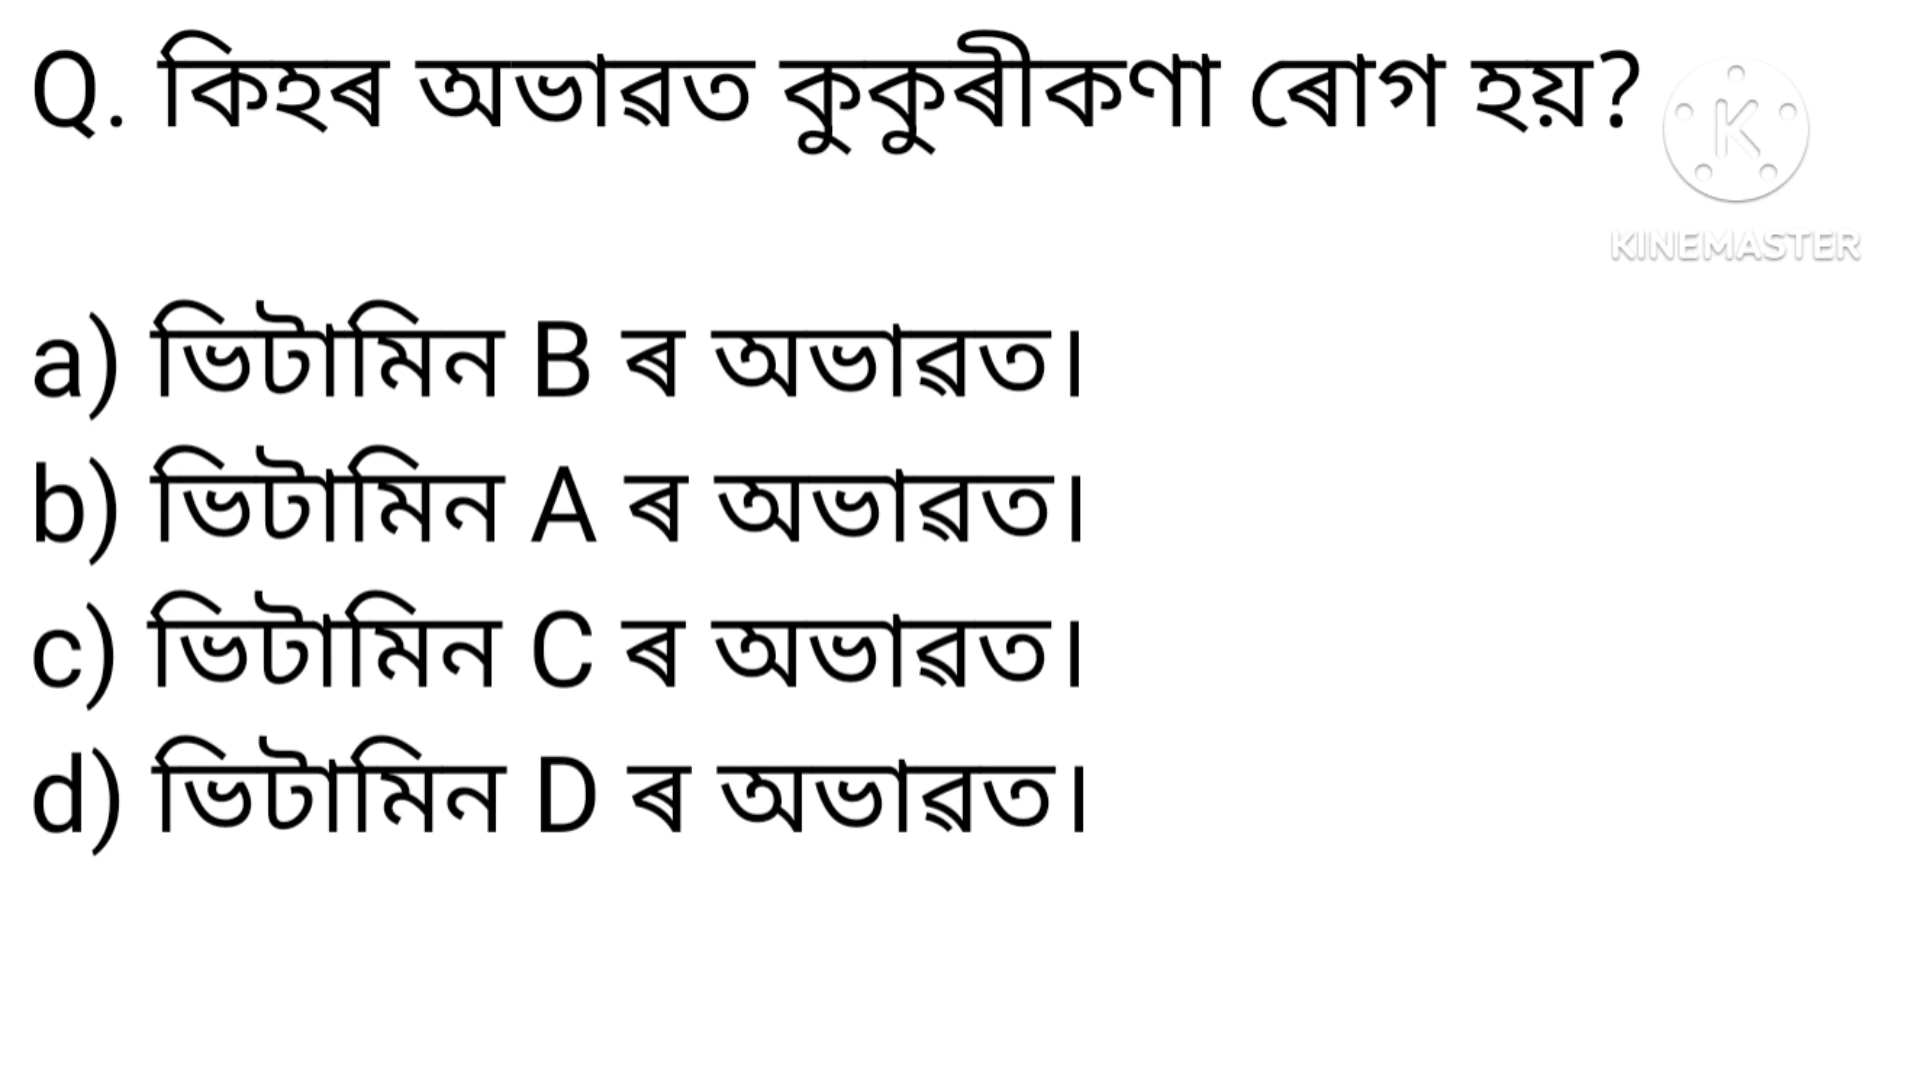 Q. কিহৰ অভাৱত কুকুৰীকণা ৰোগ হয়?
K
KINEMASTER
a) ভিটামিন B ৰ অভাৱত।
b) ভিটামিন A ৰ অভাৱত।
c) ভিটামিন C ৰ অভাৱত।
d) ভিটামিন D ৰ অভাৱত।